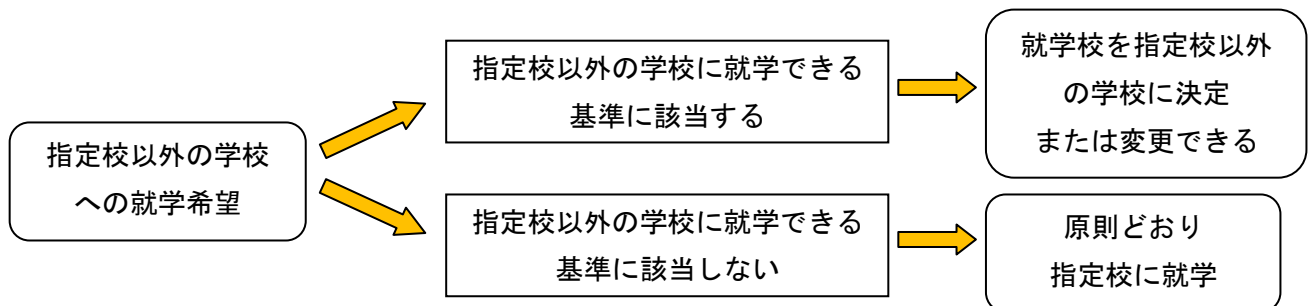 指定校以外の学校
への就学希望
指定校以外の学校に就学できる
基準に該当する
就学校を指定校以外
の学校に決定
または変更できる
指定校以外の学校に就学できる
基準に該当しない
原則どおり
指定校に就学